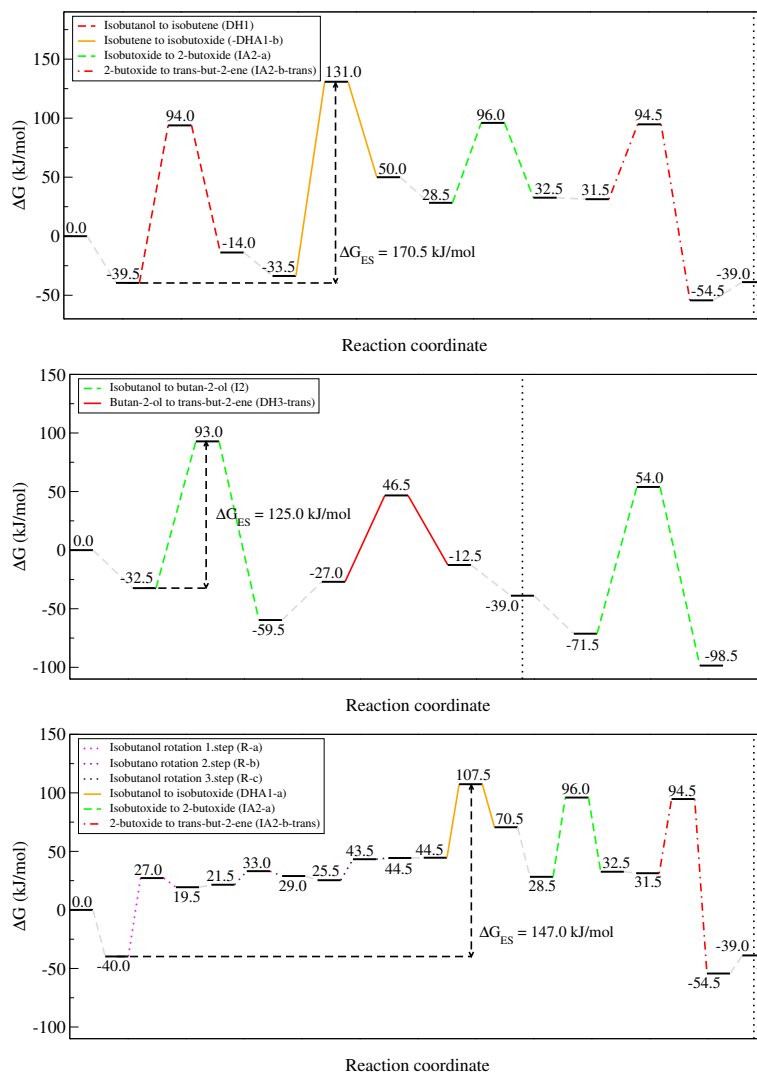 Isobutanol to isobutene (DH1)
Isobutene to isobutoxide (-DHA1-b)
Isobutoxide to 2-butoxide (IA2-a)
2-butoxide to trans-but-2-ene (IA2-b-trans)
150
100
50
0
-50
ΔG (kJ/mol)
0.0
-39.5
94.0
-14.0
-33.5
131.0
50.0
28.5
96.0
32.5
31.5
94.5
-54.5
-39.0
ΔG_ES = 170.5 kJ/mol
Reaction coordinate
Isobutanol to butan-2-ol (I2)
Butan-2-ol to trans-but-2-ene (DH3-trans)
150
100
50
0
-50
-100
ΔG (kJ/mol)
0.0
-32.5
93.0
-59.5
-27.0
46.5
-12.5
-39.0
-71.5
54.0
-98.5
ΔG_ES = 125.0 kJ/mol
Reaction coordinate
Isobutanol rotation 1.step (R-a)
Isobutano rotation 2.step (R-b)
Isobutanol rotation 3.step (R-c)
Isobutanol to isobutoxide (DHA1-a)
Isobutoxide to 2-butoxide (IA2-a)
2-butoxide to trans-but-2-ene (IA2-b-trans)
150
100
50
0
-50
-100
ΔG (kJ/mol)
0.0
-40.0
27.0
19.5
21.5
33.0
29.0
25.5
43.5
44.5
44.5
107.5
70.5
28.5
96.0
32.5
31.5
94.5
-54.5
-39.0
ΔG_ES = 147.0 kJ/mol
Reaction coordinate